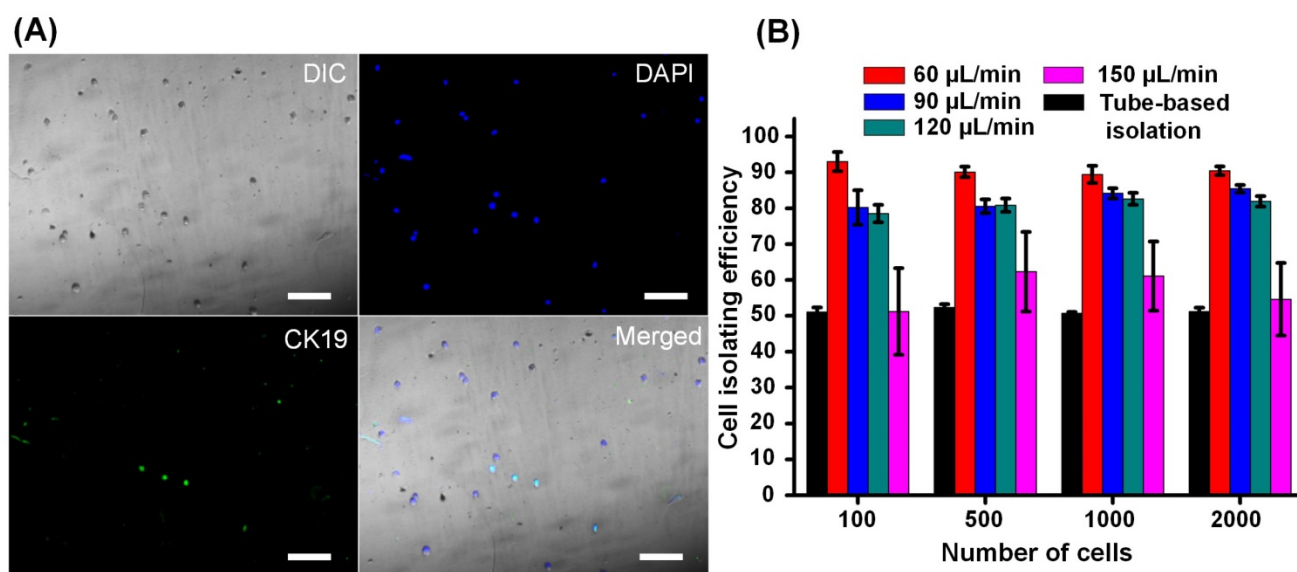 (A)
DIC
DAPI
CK19
Merged
(B)
60 µL/min
90 µL/min
120 µL/min
150 µL/min
Tube-based
isolation
Cell isolating efficiency
100
90
80
70
60
50
40
30
20
10
0
100 500 1000 2000
Number of cells